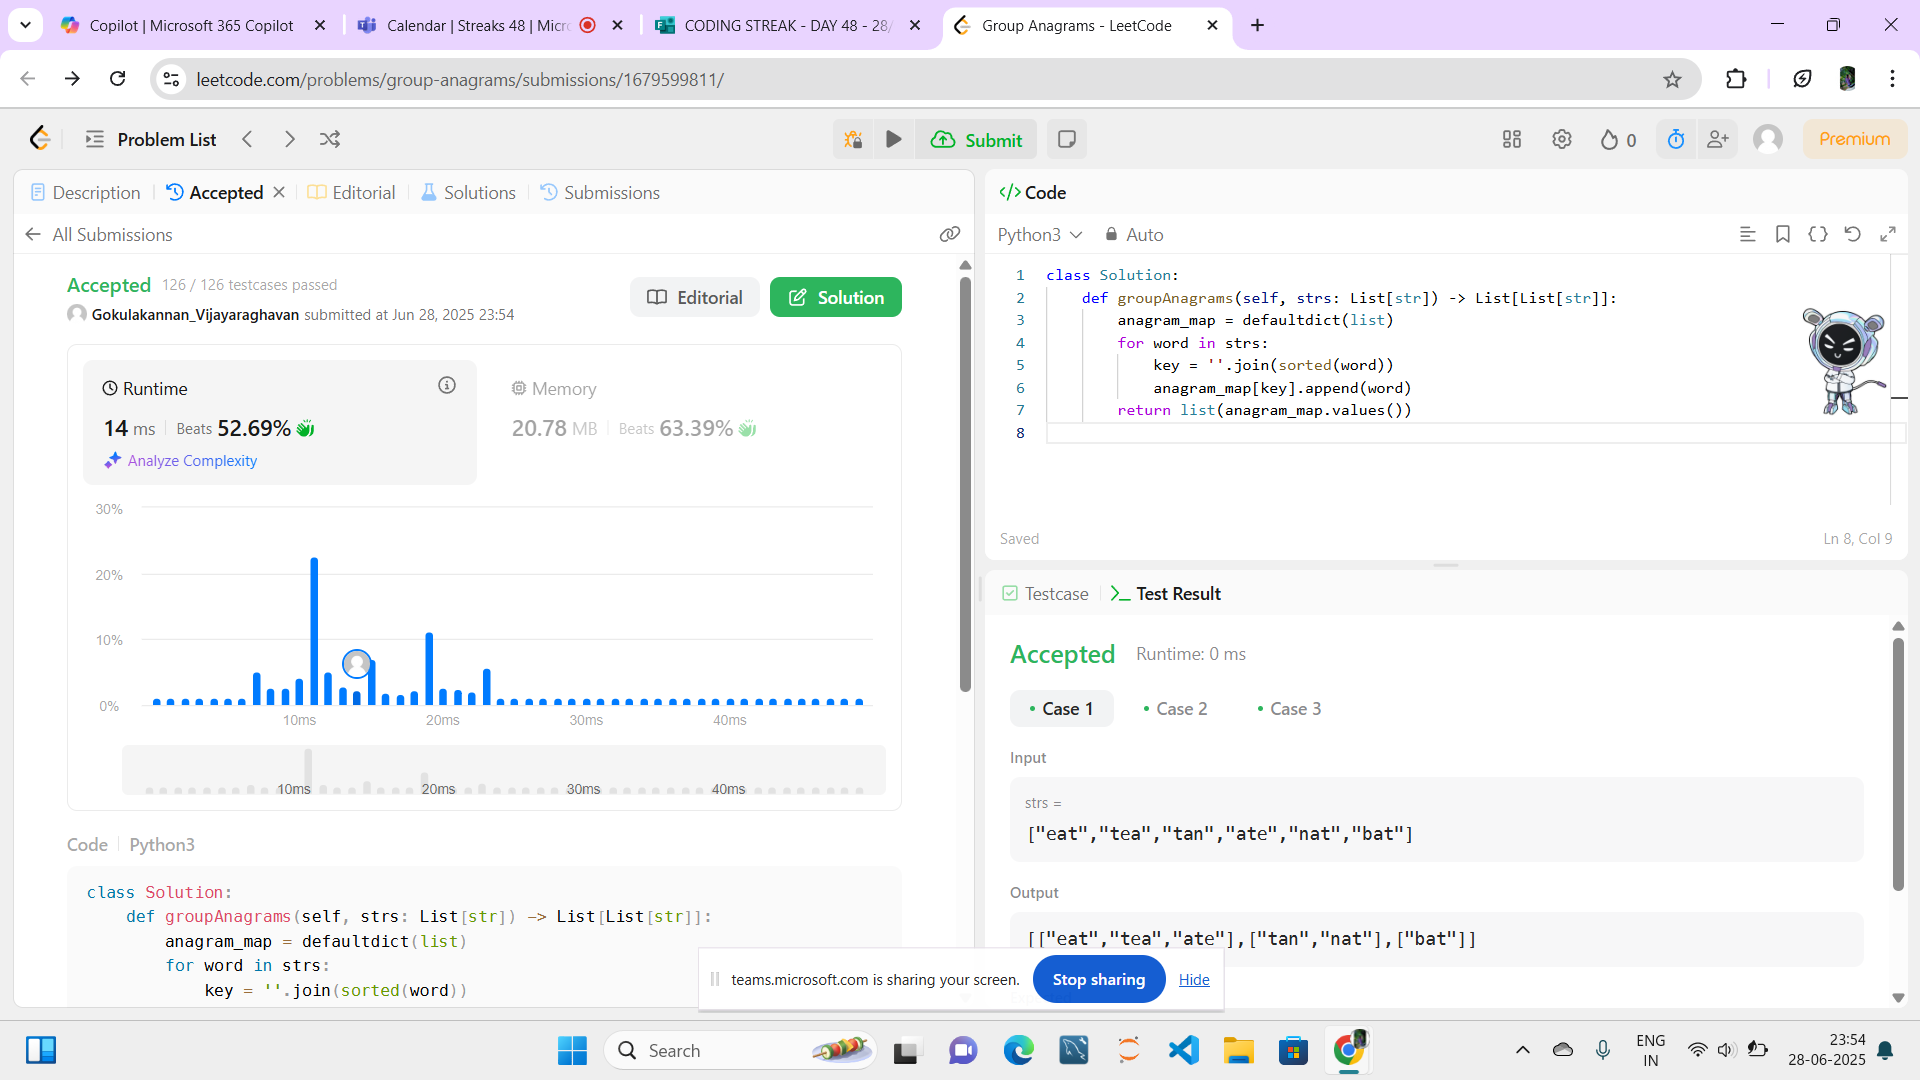 Copilot | Microsoft 365 Copilot
Calendar | Streaks 48 | Micro
CODING STREAK - DAY 48 - 28/
Group Anagrams - LeetCode
leetcode.com/problems/group-anagrams/submissions/1679599811/
Problem List
Submit
0
Premium
Description
Accepted
Editorial
Solutions
Submissions
All Submissions
Accepted 126 / 126 testcases passed
Gokulakannan_Vijayaraghavan submitted at Jun 28, 2025 23:54
Editorial
Solution
Runtime
14 ms Beats 52.69%
Analyze Complexity
Memory
20.78 MB Beats 63.39%
30%
20%
10%
0%
10ms 20ms 30ms 40ms
10ms 20ms 30ms 40ms
Code Python3
class Solution:
def groupAnagrams(self, strs: List[str]) -> List[List[str]]:
anagram_map = defaultdict(list)
for word in strs:
key = ''.join(sorted(word))
</> Code
Python3 Auto
1 class Solution:
2 def groupAnagrams(self, strs: List[str]) -> List[List[str]]:
3 anagram_map = defaultdict(list)
4 for word in strs:
5 key = ''.join(sorted(word))
6 anagram_map[key].append(word)
7 return list(anagram_map.values())
8
Saved
Ln 8, Col 9
Testcase
Test Result
Accepted Runtime: 0 ms
Case 1 Case 2 Case 3
Input
strs =
["eat","tea","tan","ate","nat","bat"]
Output
[["eat","tea","ate"],["tan","nat"],["bat"]]
teams.microsoft.com is sharing your screen.
Stop sharing
Hide
Search
ENG
IN
23:54
28-06-2025